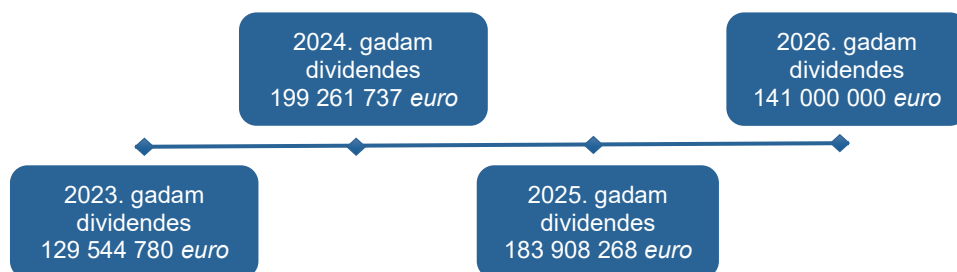 2024. gadam
dividendes
199 261 737 euro
2026. gadam
dividendes
141 000 000 euro
2023. gadam
dividendes
129 544 780 euro
2025. gadam
dividendes
183 908 268 euro